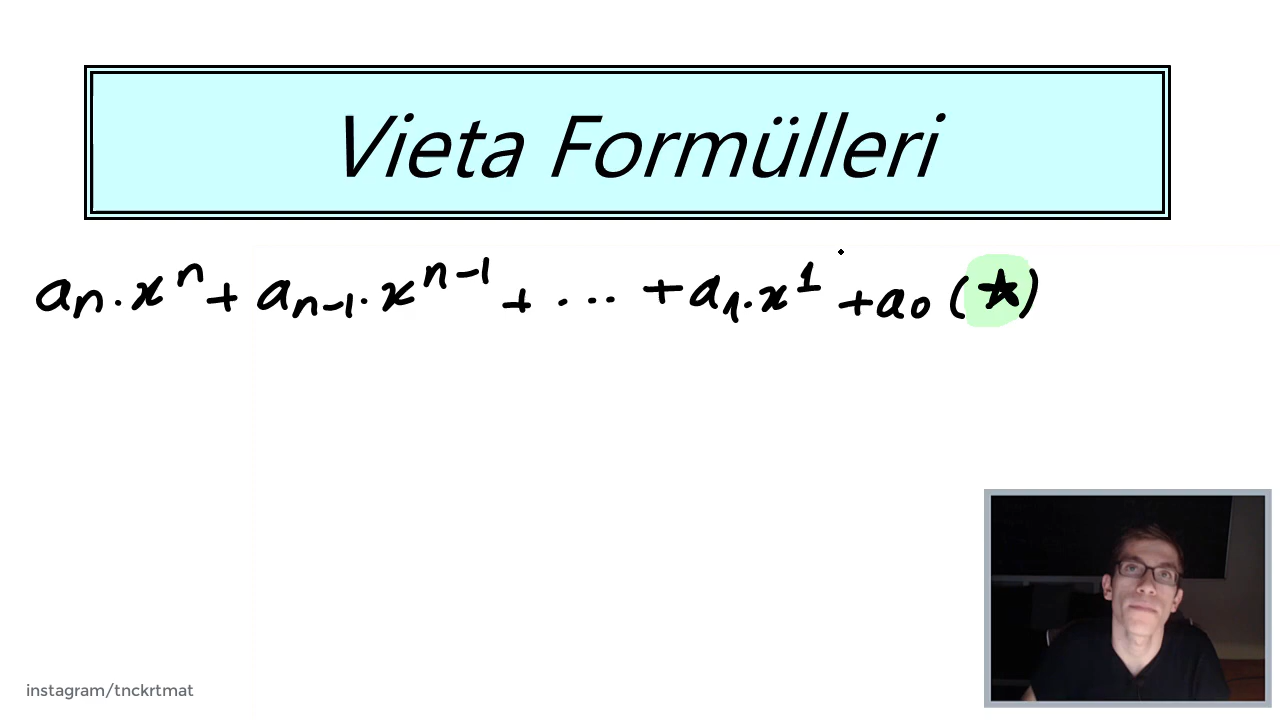 Vieta Formülleri
aₙ·xⁿ + aₙ₋₁·xⁿ⁻¹ + ... + a₁·x¹ + a₀ (★)
instagram/tnckrtmat